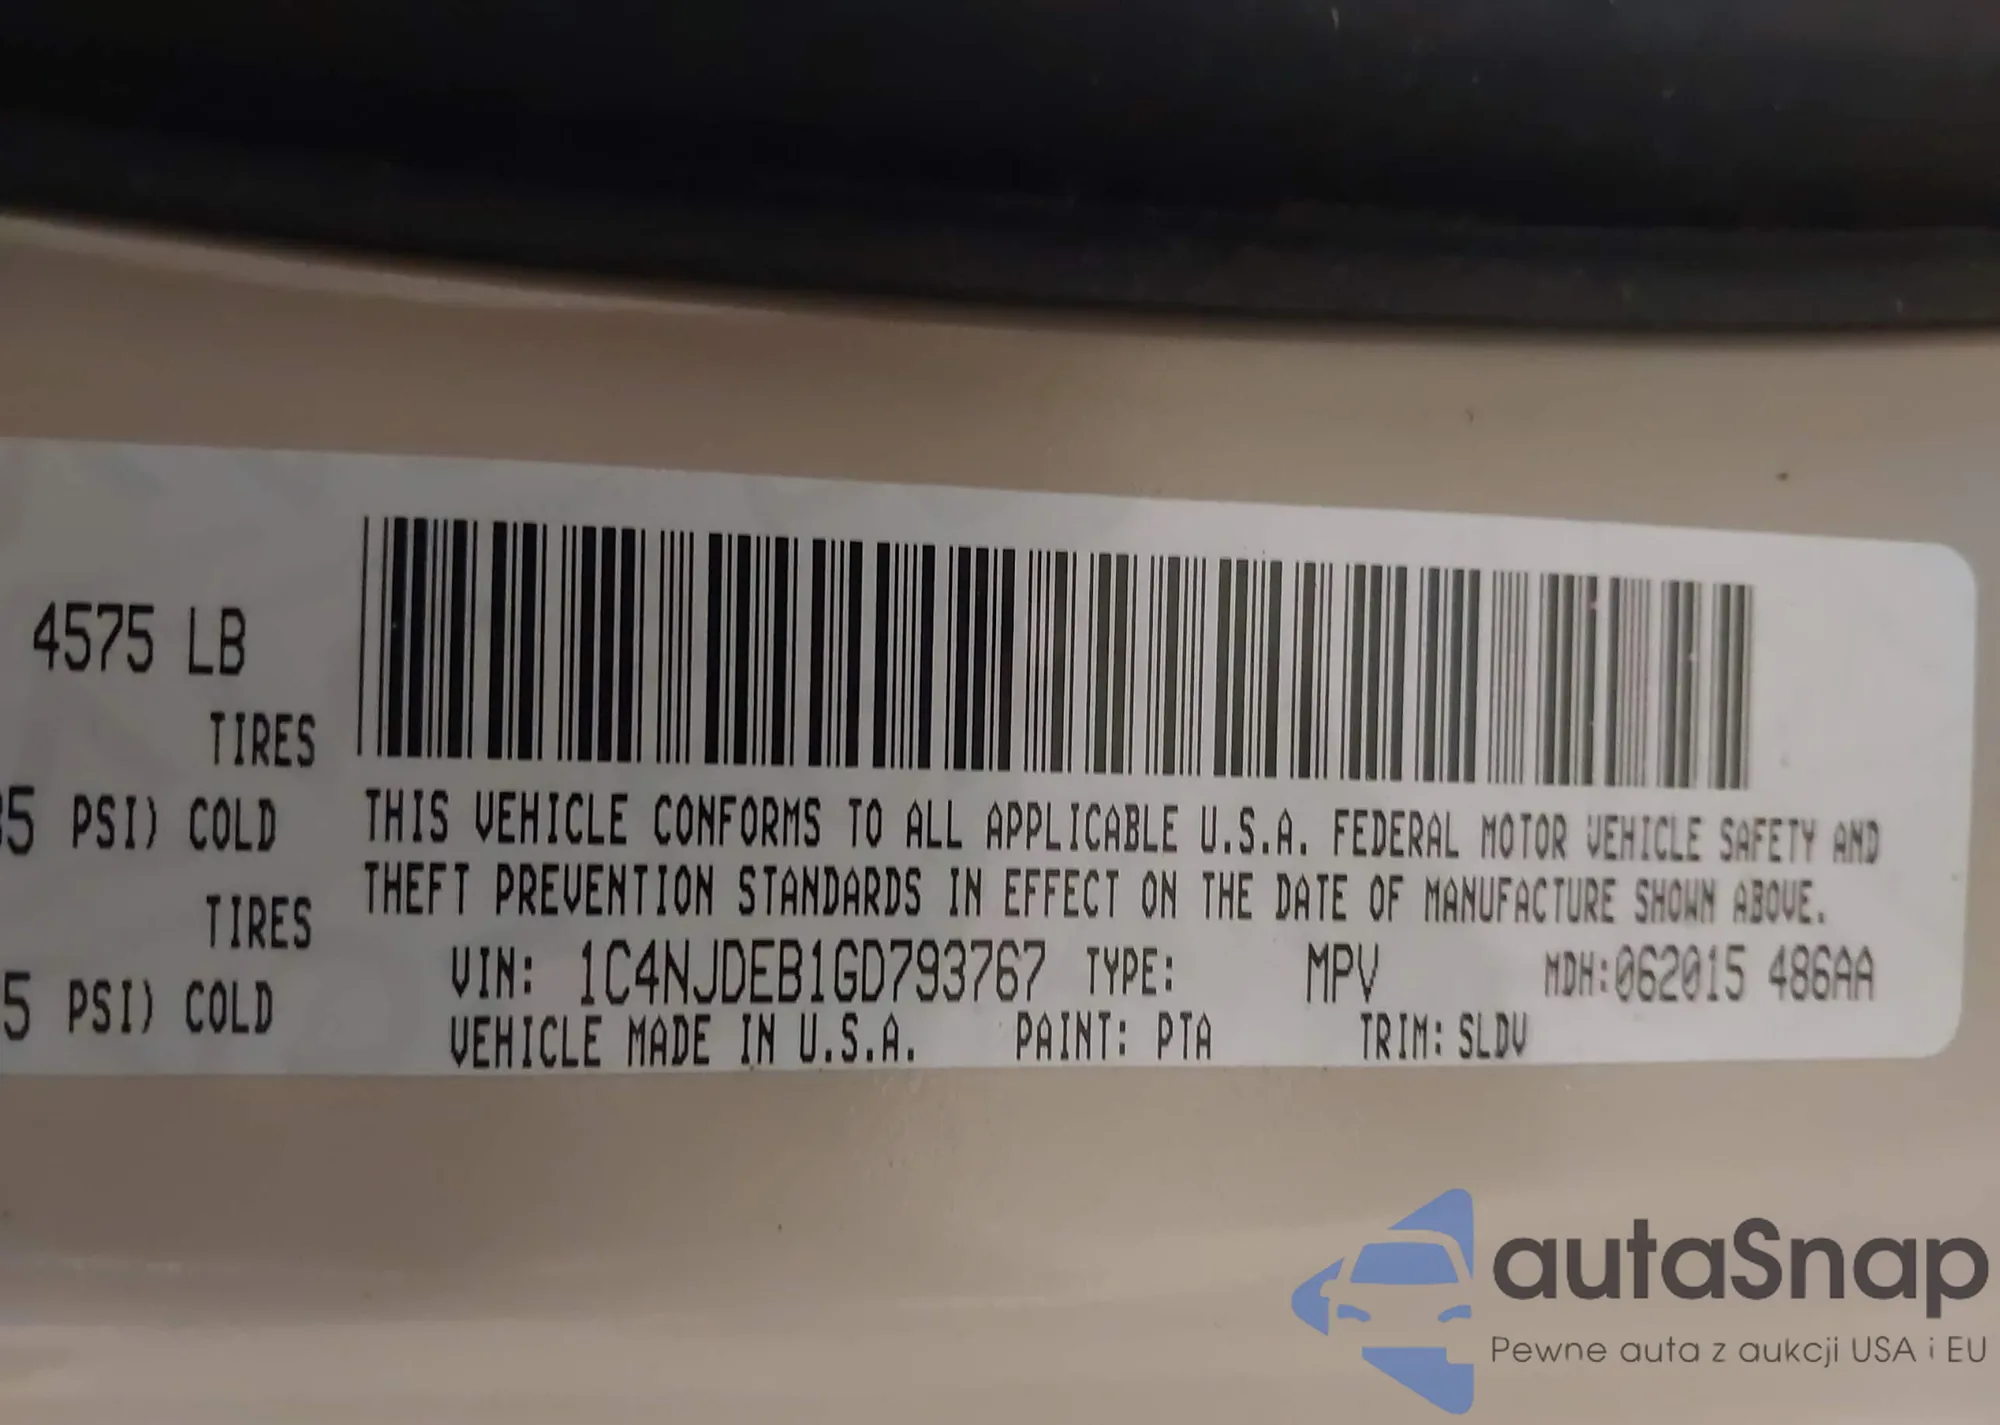 4575 LB
TIRES
5 PSI) COLD
TIRES
5 PSI) COLD
THIS VEHICLE CONFORMS TO ALL APPLICABLE U.S.A. FEDERAL MOTOR VEHICLE SAFETY AND
THEFT PREVENTION STANDARDS IN EFFECT ON THE DATE OF MANUFACTURE SHOWN ABOVE.
VIN: 1C4NJDEB1GD793767 TYPE: MPV MDH:062015 486AA
VEHICLE MADE IN U.S.A. PAINT: PTA TRIM: SLDV
autaSnap
Pewne auta z aukcji USA i EU